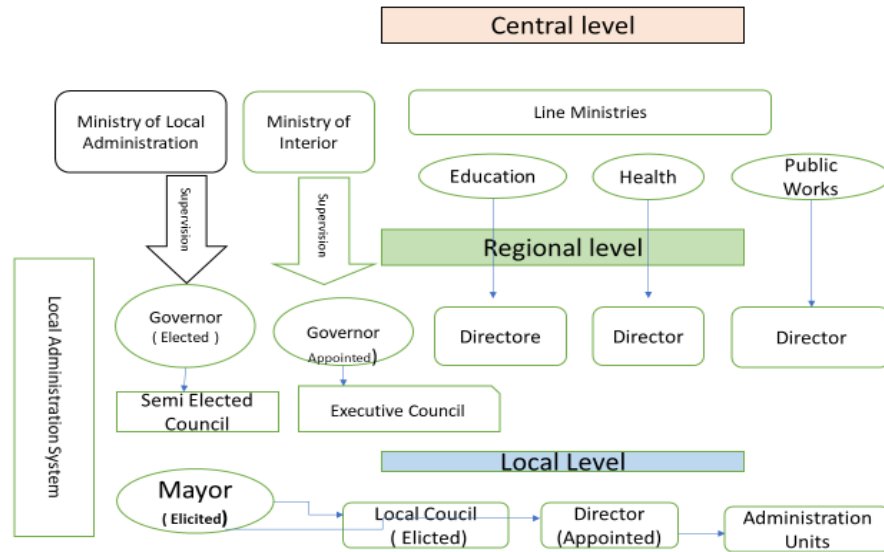 Central level
Ministry of Local
Administration
Ministry of
Interior
Line Ministries
Education
Health
Public
Works
Supervision
Supervision
Regional level
Local Administration System
Governor
( Elected )
Governor
Appointed)
Directore
Director
Director
Semi Elected
Council
Executive Council
Local Level
Mayor
( Elicited)
Local Coucil
( Elicted)
Director
(Appointed)
Administration
Units